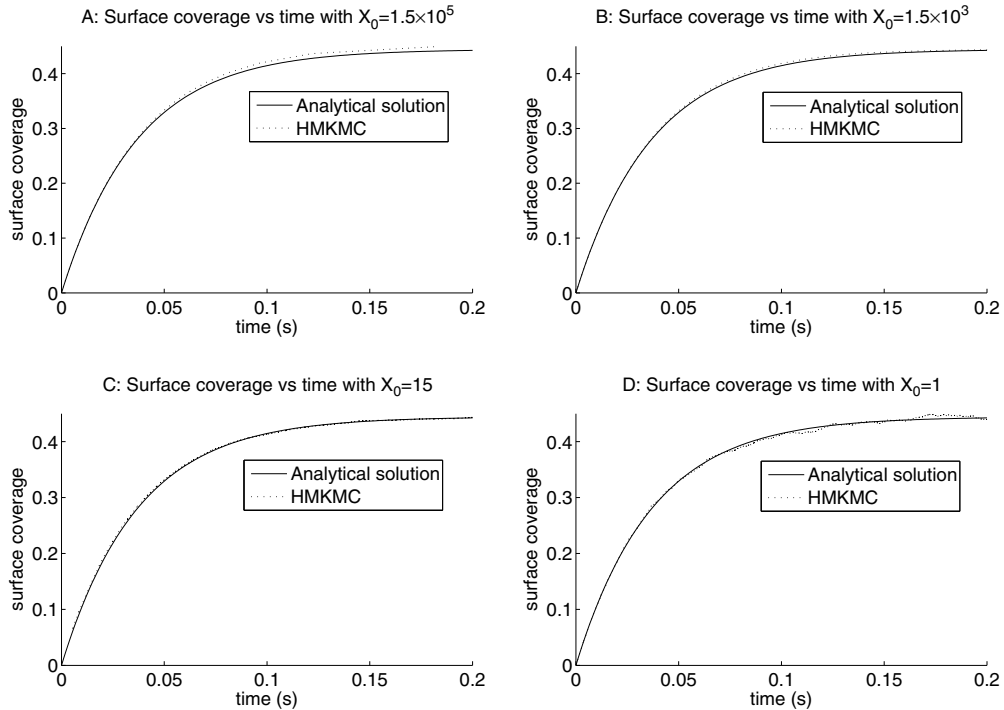 A: Surface coverage vs time with X₀=1.5×10⁵
surface coverage
0.4
0.3
0.2
0.1
0
Analytical solution
HMKMC
0 0.05 0.1 0.15 0.2
time (s)
B: Surface coverage vs time with X₀=1.5×10³
surface coverage
0.4
0.3
0.2
0.1
0
Analytical solution
HMKMC
0 0.05 0.1 0.15 0.2
time (s)
C: Surface coverage vs time with X₀=15
surface coverage
0.4
0.3
0.2
0.1
0
Analytical solution
HMKMC
0 0.05 0.1 0.15 0.2
time (s)
D: Surface coverage vs time with X₀=1
surface coverage
0.4
0.3
0.2
0.1
0
Analytical solution
HMKMC
0 0.05 0.1 0.15 0.2
time (s)